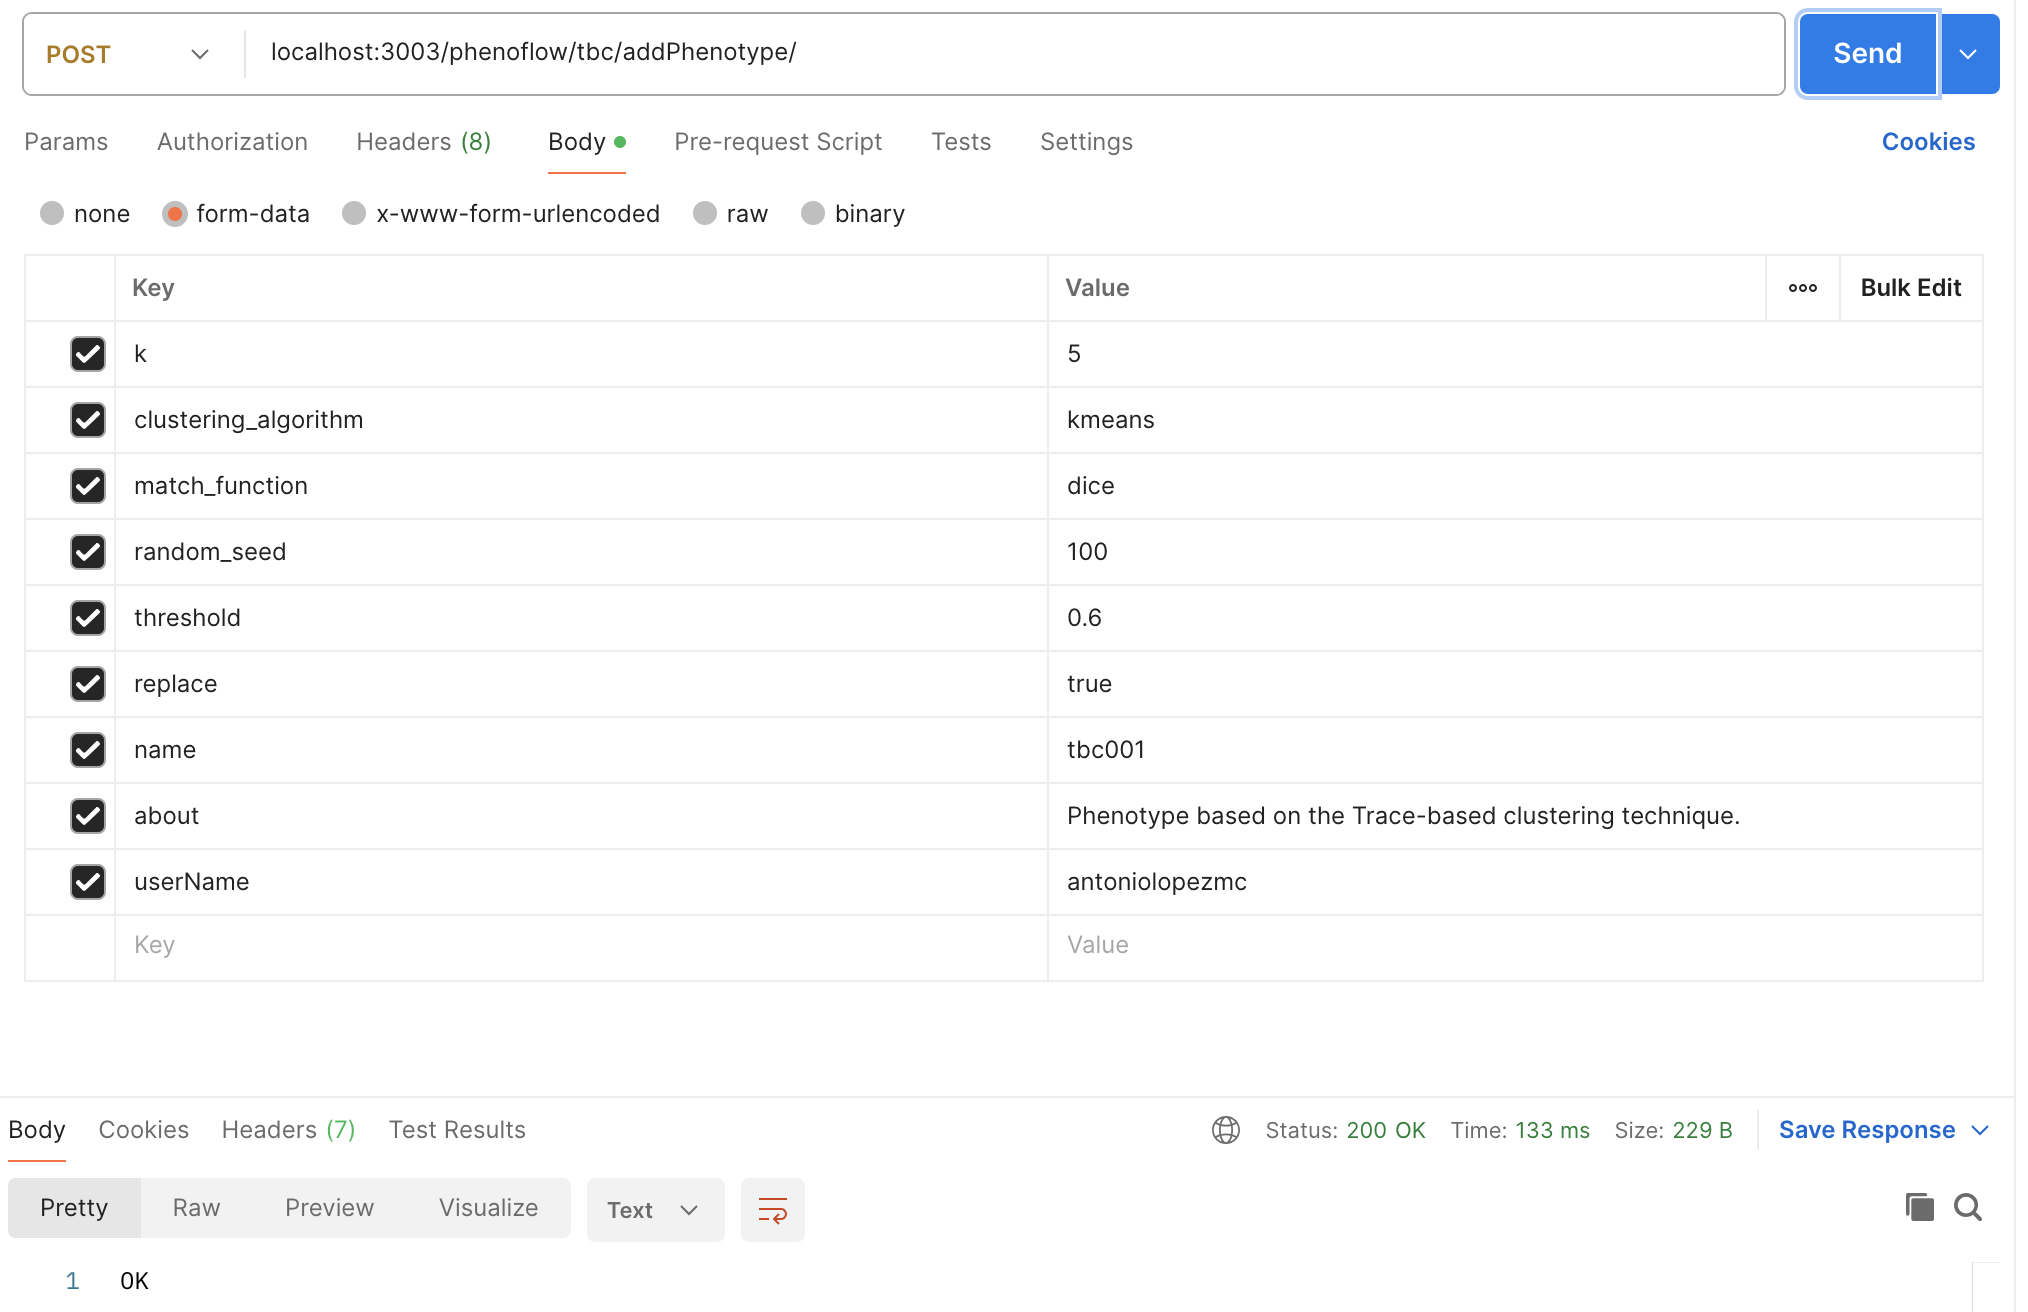 POST localhost:3003/phenoflow/tbc/addPhenotype/ Send
Params Authorization Headers (8) Body Pre-request Script Tests Settings Cookies
none form-data x-www-form-urlencoded raw binary
Key Value Bulk Edit
k 5
clustering_algorithm kmeans
match_function dice
random_seed 100
threshold 0.6
replace true
name tbc001
about Phenotype based on the Trace-based clustering technique.
userName antoniolopezmc
Key Value
Body Cookies Headers (7) Test Results Status: 200 OK Time: 133 ms Size: 229 B Save Response
Pretty Raw Preview Visualize Text
1 OK